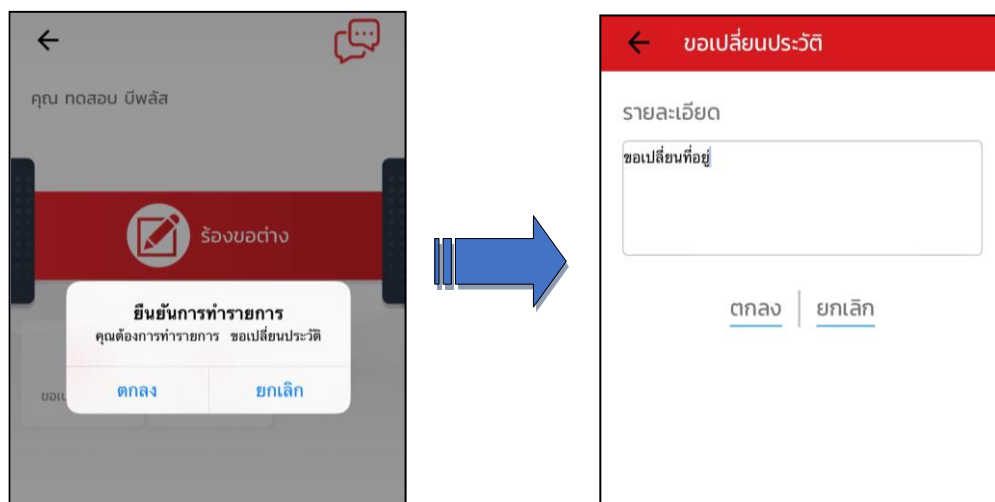 คุณ ทดสอบ บีพลัส
ร้องขอต่าง
ยืนยันการทำรายการ
คุณต้องการทำรายการ ขอเปลี่ยนประวัติ
ตกลง ยกเลิก
ขอเปลี่ยนประวัติ
รายละเอียด
ขอเปลี่ยนที่อยู่
ตกลง ยกเลิก